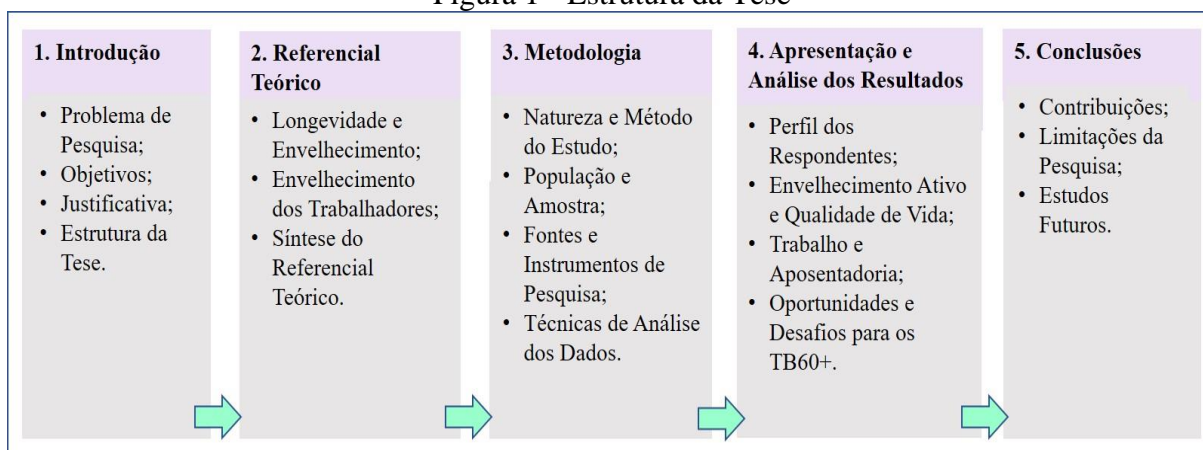 Figura 1 - Estrutura da Tese
1. Introdução
• Problema de
Pesquisa;
• Objetivos;
• Justificativa;
• Estrutura da
Tese.
2. Referencial
Teórico
• Longevidade e
Envelhecimento;
• Envelhecimento
dos Trabalhadores;
• Síntese do
Referencial
Teórico.
3. Metodologia
• Natureza e Método
do Estudo;
• População e
Amostra;
• Fontes e
Instrumentos de
Pesquisa;
• Técnicas de Análise
dos Dados.
4. Apresentação e
Análise dos Resultados
• Perfil dos
Respondentes;
• Envelhecimento Ativo
e Qualidade de Vida;
• Trabalho e
Aposentadoria;
• Oportunidades e
Desafios para os
TB60+.
5. Conclusões
• Contribuições;
• Limitações da
Pesquisa;
• Estudos
Futuros.